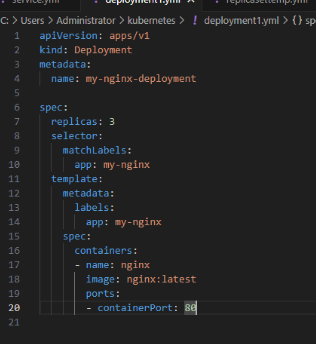 service.yml deployment1.yml replicasettemp.yml
C: > Users > Administrator > kubernetes > ! deployment1.yml > {} sp
1 apiVersion: apps/v1
2 kind: Deployment
3 metadata:
4   name: my-nginx-deployment
5
6 spec:
7   replicas: 3
8   selector:
9     matchLabels:
10       app: my-nginx
11   template:
12     metadata:
13       labels:
14         app: my-nginx
15     spec:
16       containers:
17       - name: nginx
18         image: nginx:latest
19         ports:
20         - containerPort: 80
21